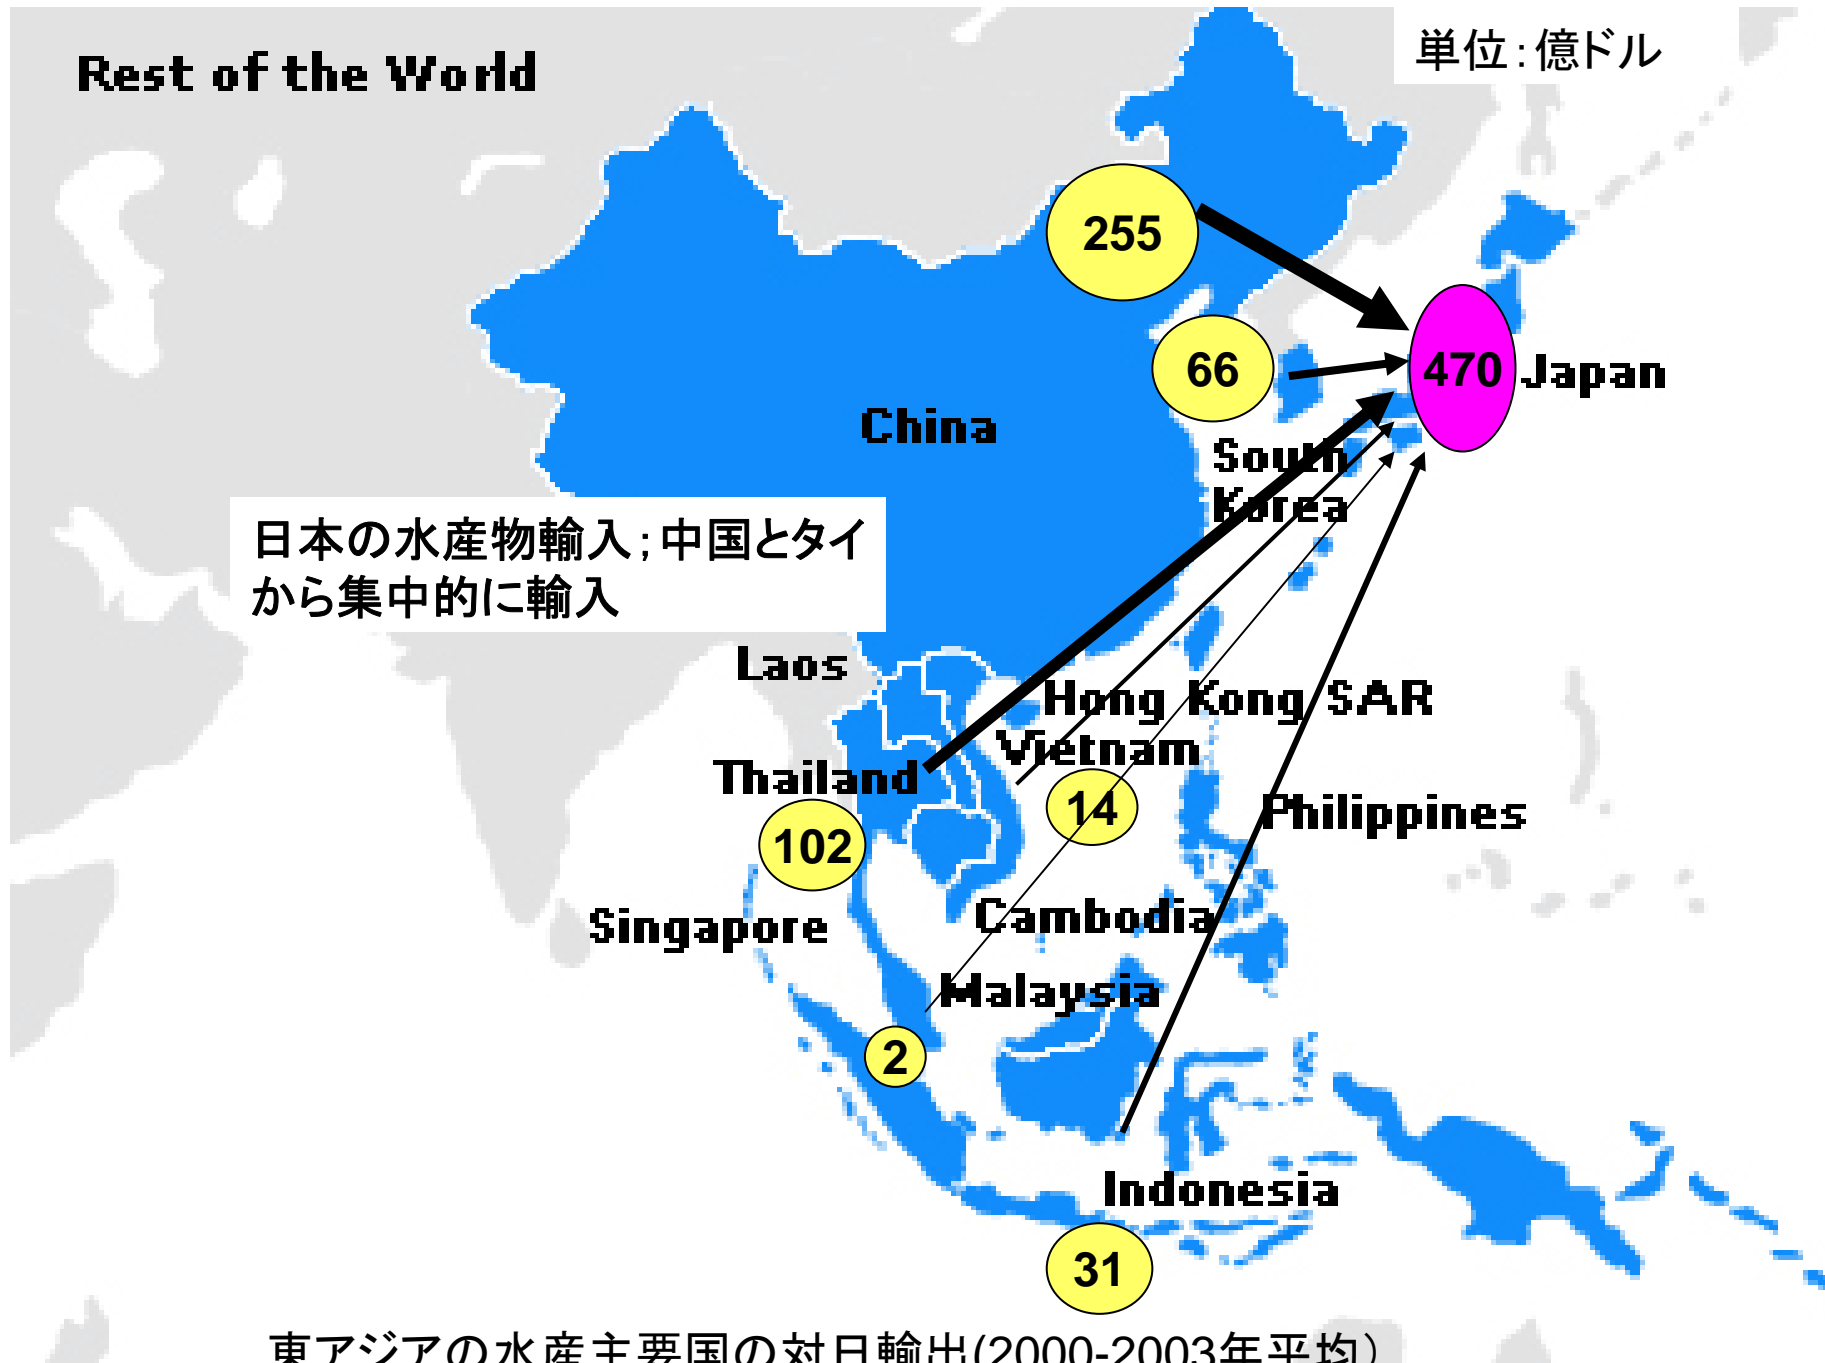 Rest of the World
単位：億ドル
255
66
470
Japan
China
South
Korea
日本の水産物輸入；中国とタイ
から集中的に輸入
Laos
Hong Kong SAR
Vietnam
Thailand
14
Philippines
102
Singapore
Cambodia
Malaysia
2
Indonesia
31
東アジアの水産主要国の対日輸出(2000-2003年平均）